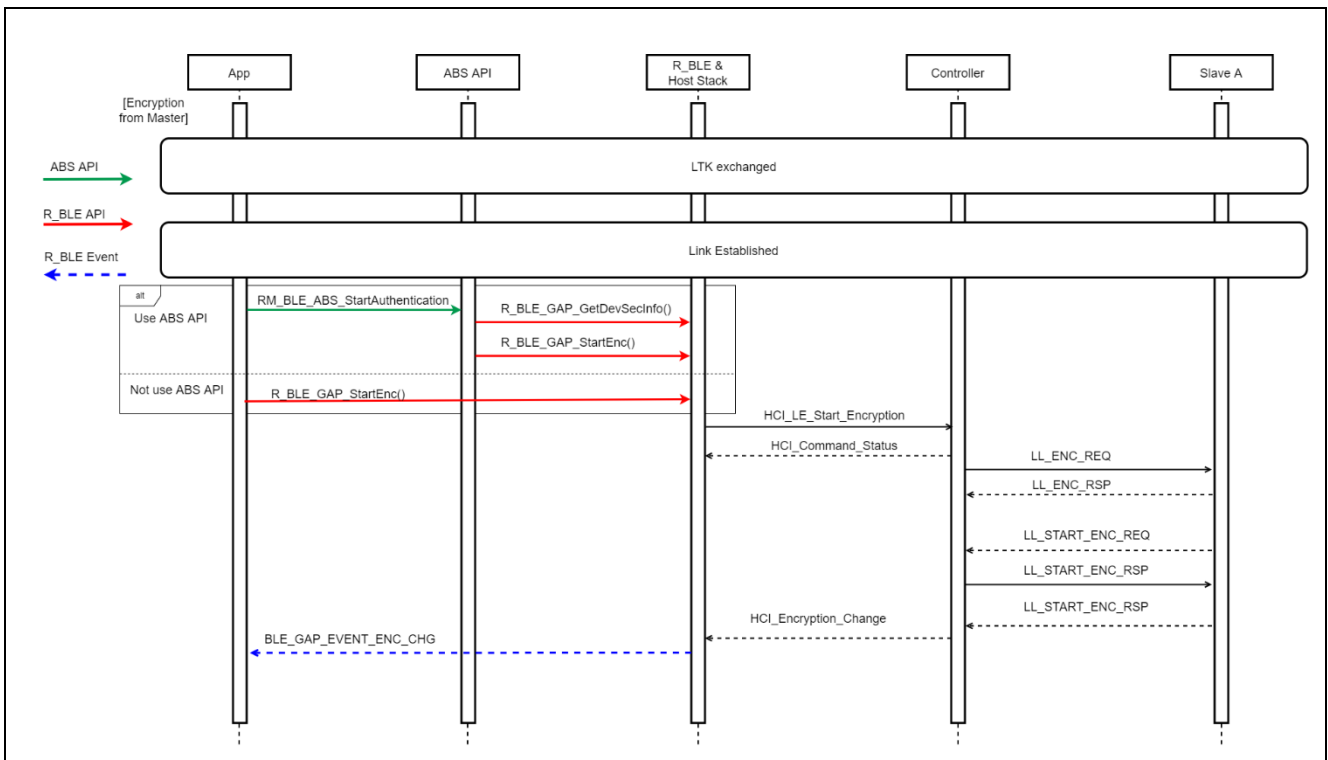 App
ABS API
R_BLE &
Host Stack
Controller
Slave A
[Encryption
from Master]
LTK exchanged
ABS API
R_BLE API
Link Established
R_BLE Event
alt
Use ABS API
RM_BLE_ABS_StartAuthentication
R_BLE_GAP_GetDevSecInfo()
R_BLE_GAP_StartEnc()
Not use ABS API
R_BLE_GAP_StartEnc()
HCI_LE_Start_Encryption
HCI_Command_Status
LL_ENC_REQ
LL_ENC_RSP
LL_START_ENC_REQ
LL_START_ENC_RSP
LL_START_ENC_RSP
HCI_Encryption_Change
BLE_GAP_EVENT_ENC_CHG